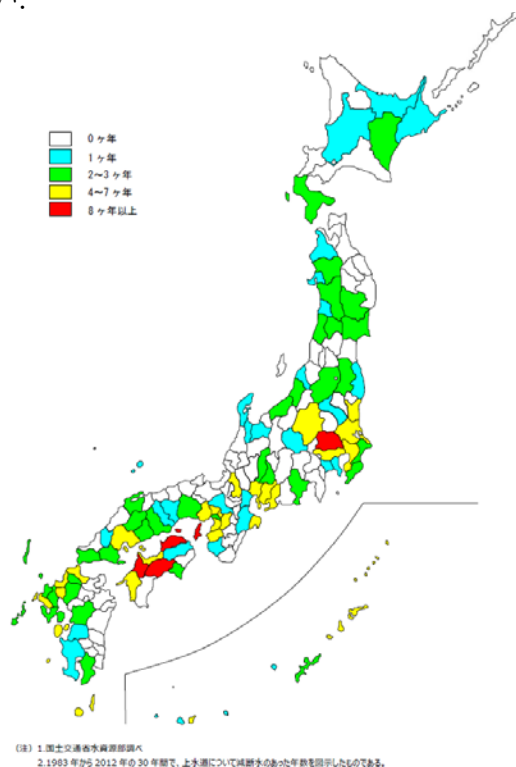 0ヶ年
1ヶ年
2～3ヶ年
4～7ヶ年
8ヶ年以上
（注）1.国土交通省水資源部調べ
2.1983年から2012年の30年間で、上水道について減断水のあった年数を図示したものである。